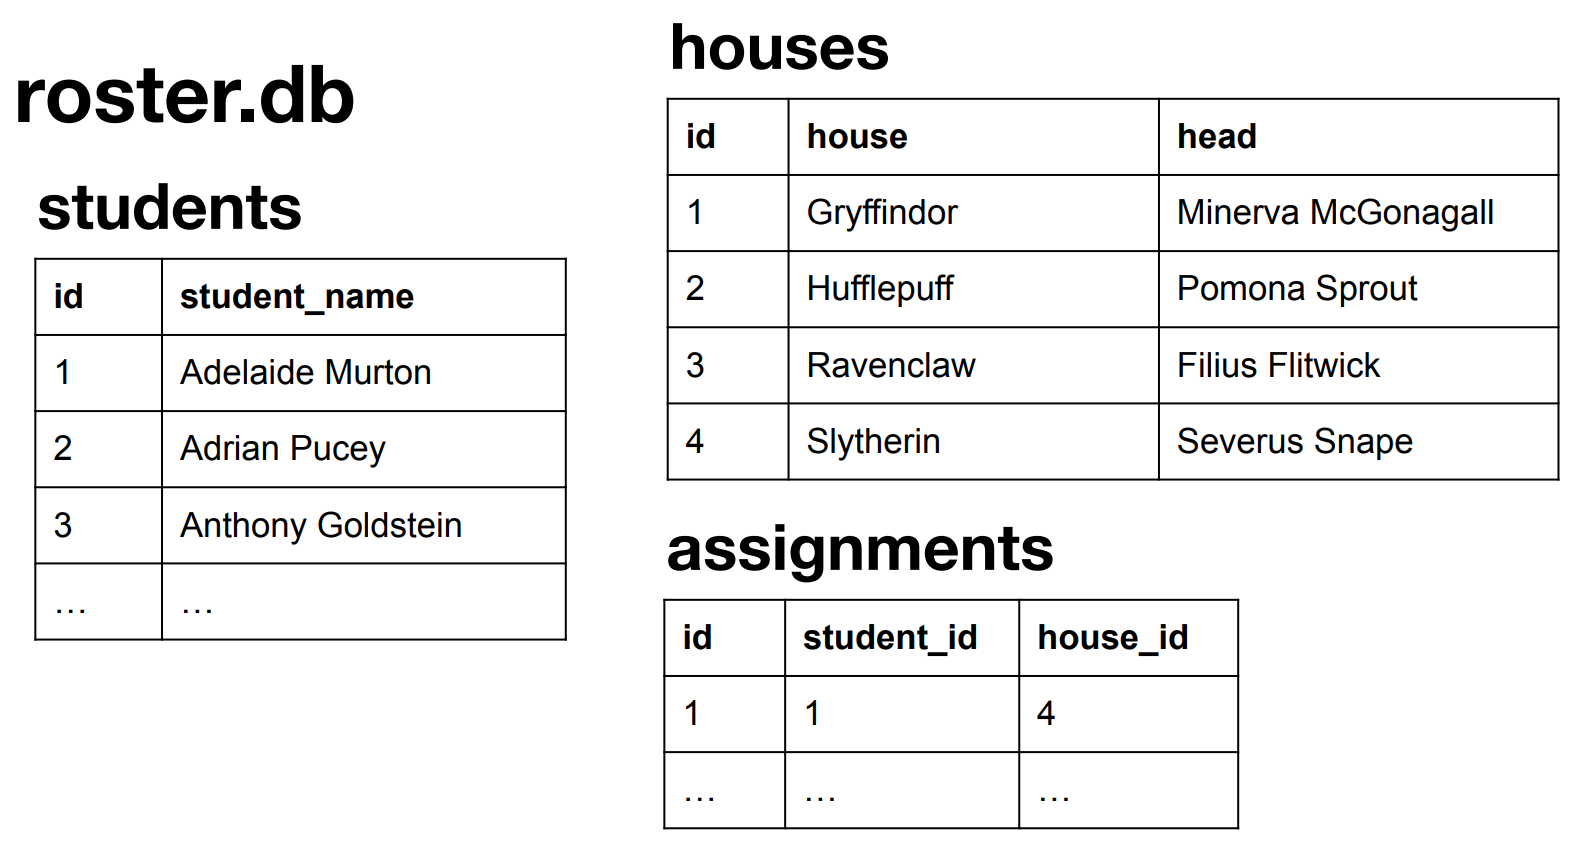 roster.db
students
id student_name
1 Adelaide Murton
2 Adrian Pucey
3 Anthony Goldstein
… …
houses
id house head
1 Gryffindor Minerva McGonagall
2 Hufflepuff Pomona Sprout
3 Ravenclaw Filius Flitwick
4 Slytherin Severus Snape
assignments
id student_id house_id
1 1 4
… … …